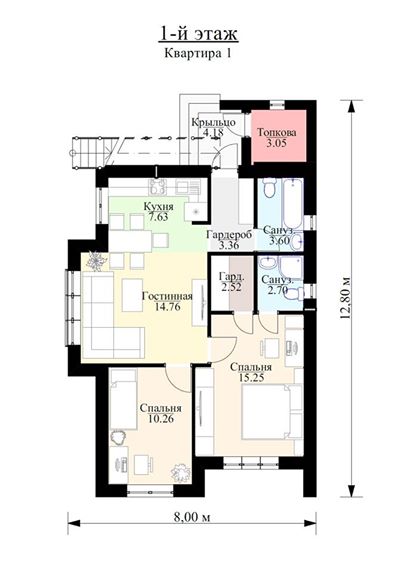 1-й этаж
Квартира 1
Крыльцо
4.18
Топкова
3.05
Кухня
7.63
Гардероб
3.36
Сануз.
3.60
Гард.
2.52
Сануз.
2.70
Гостинная
14.76
Спальня
15.25
Спальня
10.26
12,80 м
8,00 м